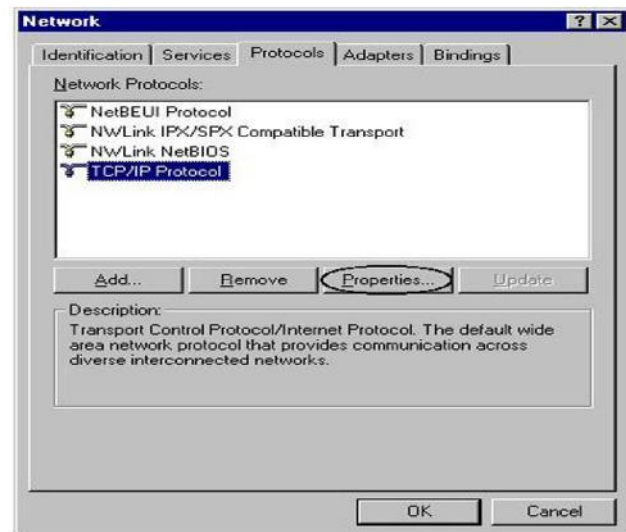 Network
Identification Services Protocols Adapters Bindings
Network Protocols:
NetBEUI Protocol
NWLink IPX/SPX Compatible Transport
NWLink NetBIOS
TCP/IP Protocol
Add... Remove Properties... Update
Description:
Transport Control Protocol/Internet Protocol. The default wide
area network protocol that provides communication across
diverse interconnected networks.
OK Cancel